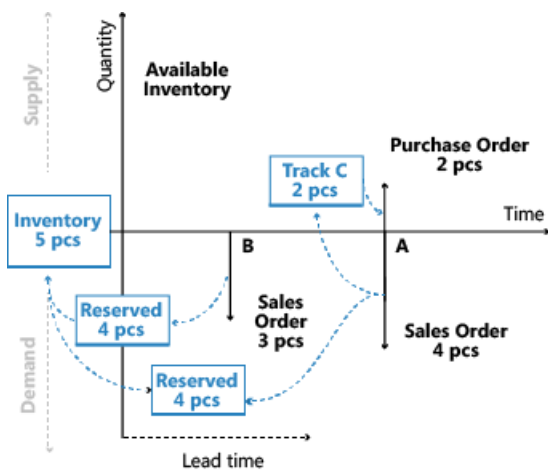 Supply
Quantity
Available
Inventory
Purchase Order
2 pcs
Track C
2 pcs
Time
Inventory
5 pcs
B
A
Reserved
4 pcs
Sales
Order
3 pcs
Sales Order
4 pcs
Reserved
4 pcs
Demand
Lead time